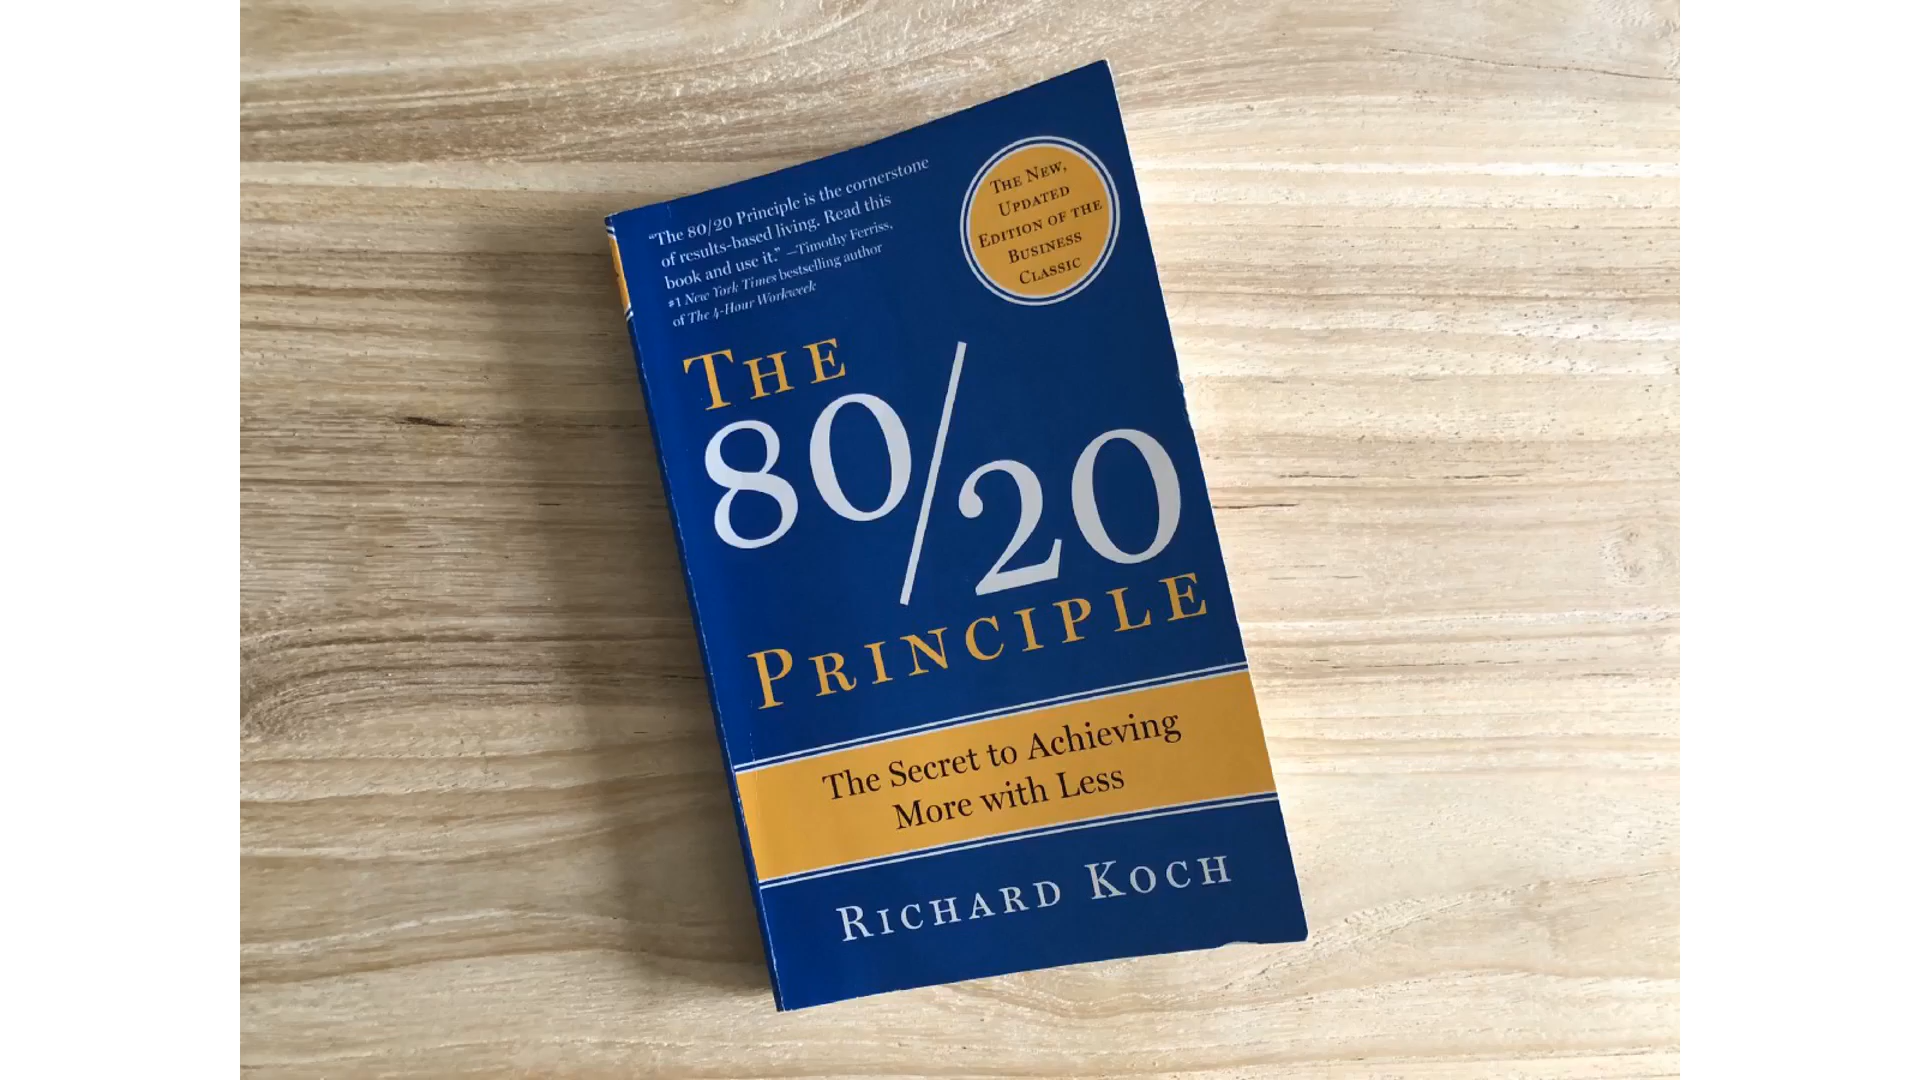 “The 80/20 Principle is the cornerstone
of results-based living. Read this
book and use it.” —Timothy Ferriss,
#1 New York Times bestselling author
of The 4-Hour Workweek
THE NEW,
UPDATED
EDITION OF THE
BUSINESS
CLASSIC
THE
80/20
PRINCIPLE
The Secret to Achieving
More with Less
RICHARD KOCH